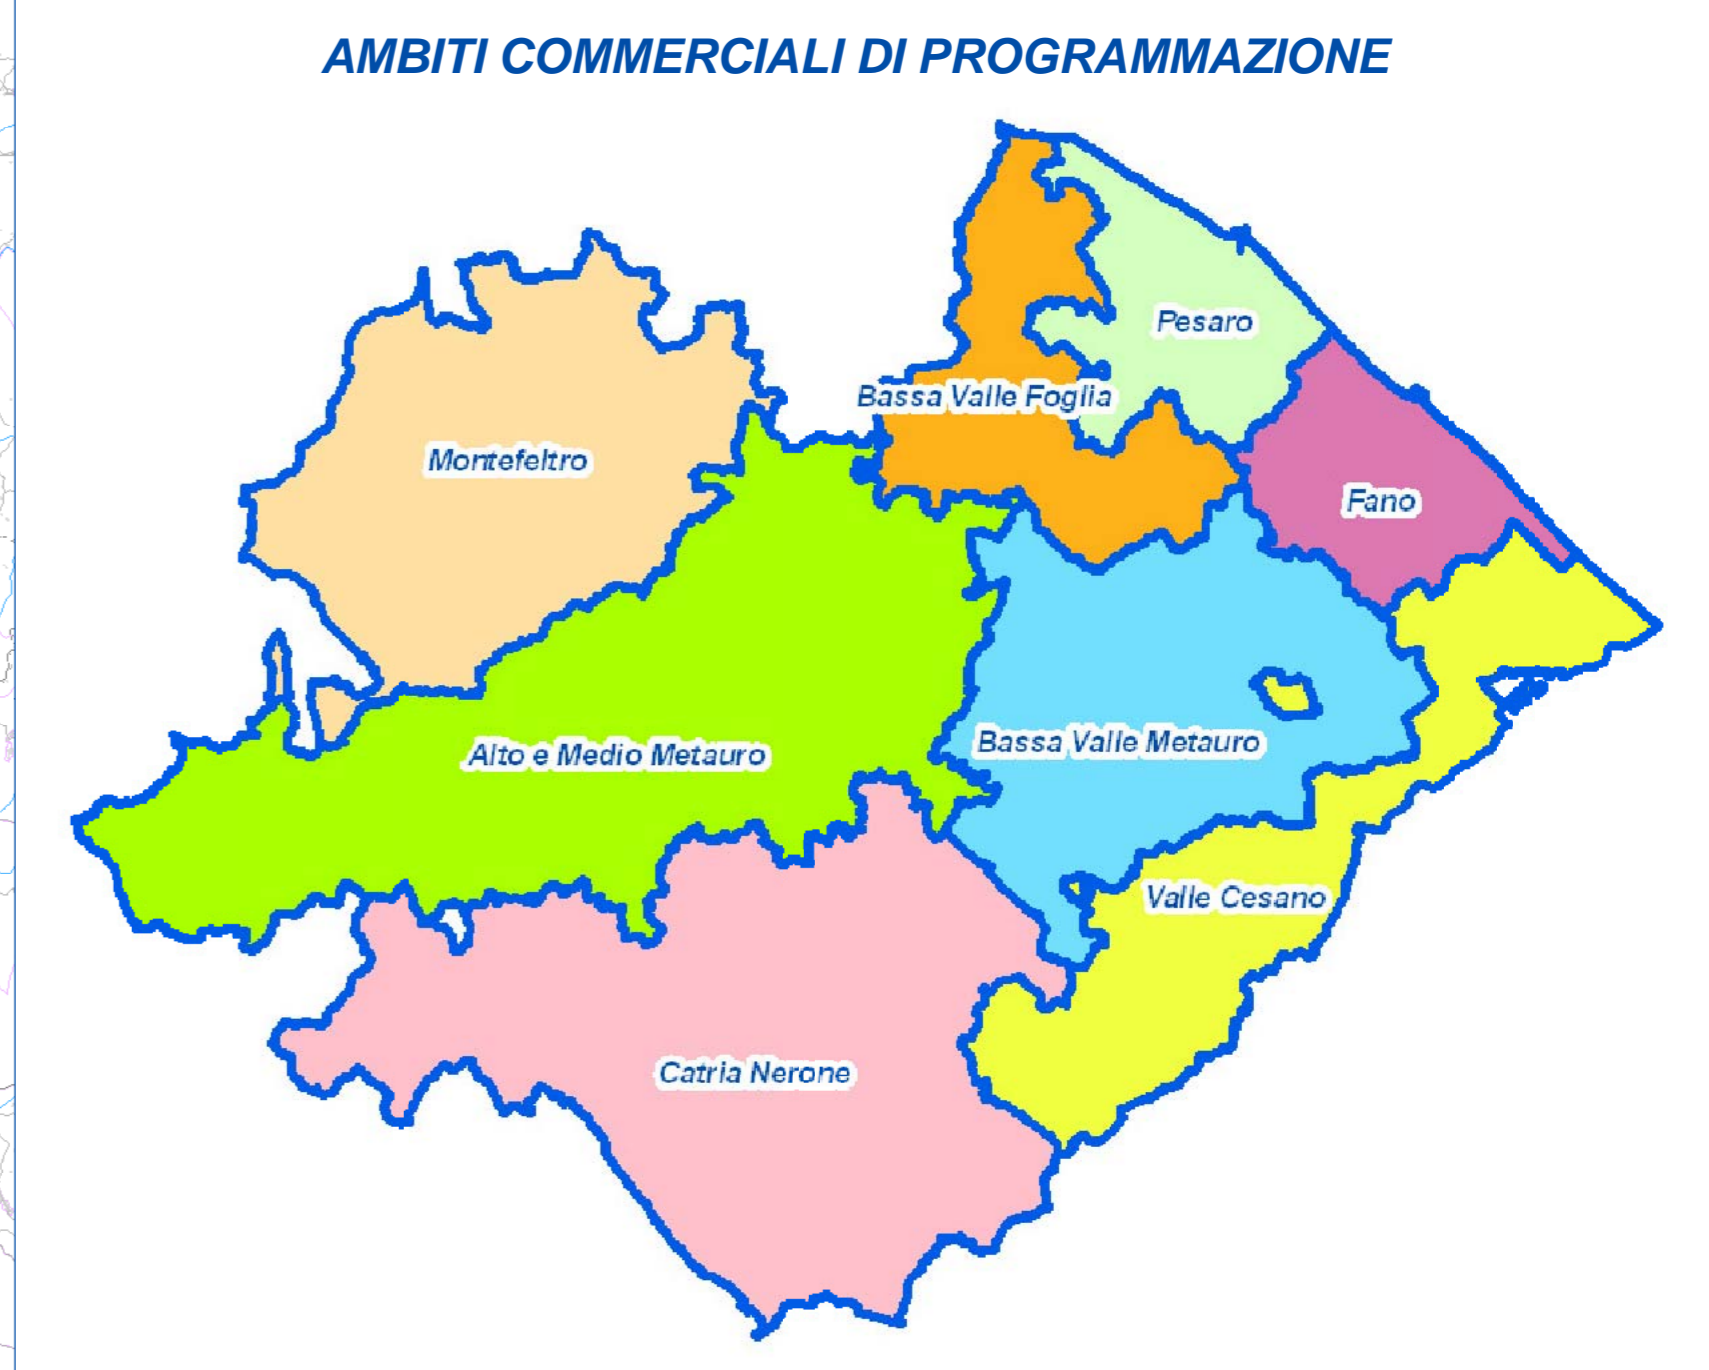 AMBITI COMMERCIALI DI PROGRAMMAZIONE
Pesaro
Bassa Valle Foglia
Montefeltro
Fano
Alto e Medio Metauro
Bassa Valle Metauro
Valle Cesano
Catria Nerone